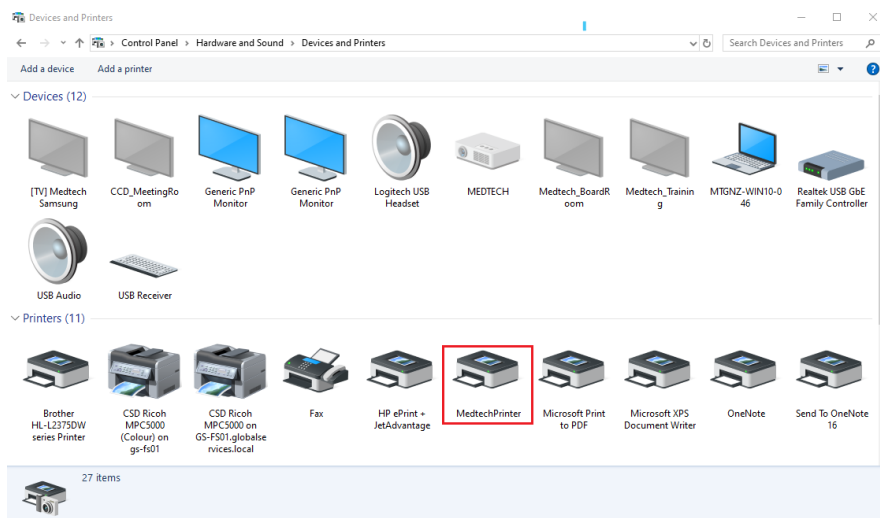 Devices and Printers
Control Panel > Hardware and Sound > Devices and Printers
Search Devices and Printers
Add a device Add a printer
Devices (12)
[TV] Medtech Samsung
CCD_MeetingRo
om
Generic PnP
Monitor
Generic PnP
Monitor
Logitech USB
Headset
MEDTECH
Medtech_BoardR
oom
Medtech_Trainin
g
MTGNZ-WIN10-0
46
Realtek USB GbE
Family Controller
USB Audio
USB Receiver
Printers (11)
Brother
HL-L2375DW
series Printer
CSD Ricoh
MPC5000
(Colour) on
gs-fs01
CSD Ricoh
MPC5000 on
GS-FS01.globalse
rvices.local
Fax
HP ePrint +
JetAdvantage
MedtechPrinter
Microsoft Print
to PDF
Microsoft XPS
Document Writer
OneNote
Send To OneNote
16
27 items